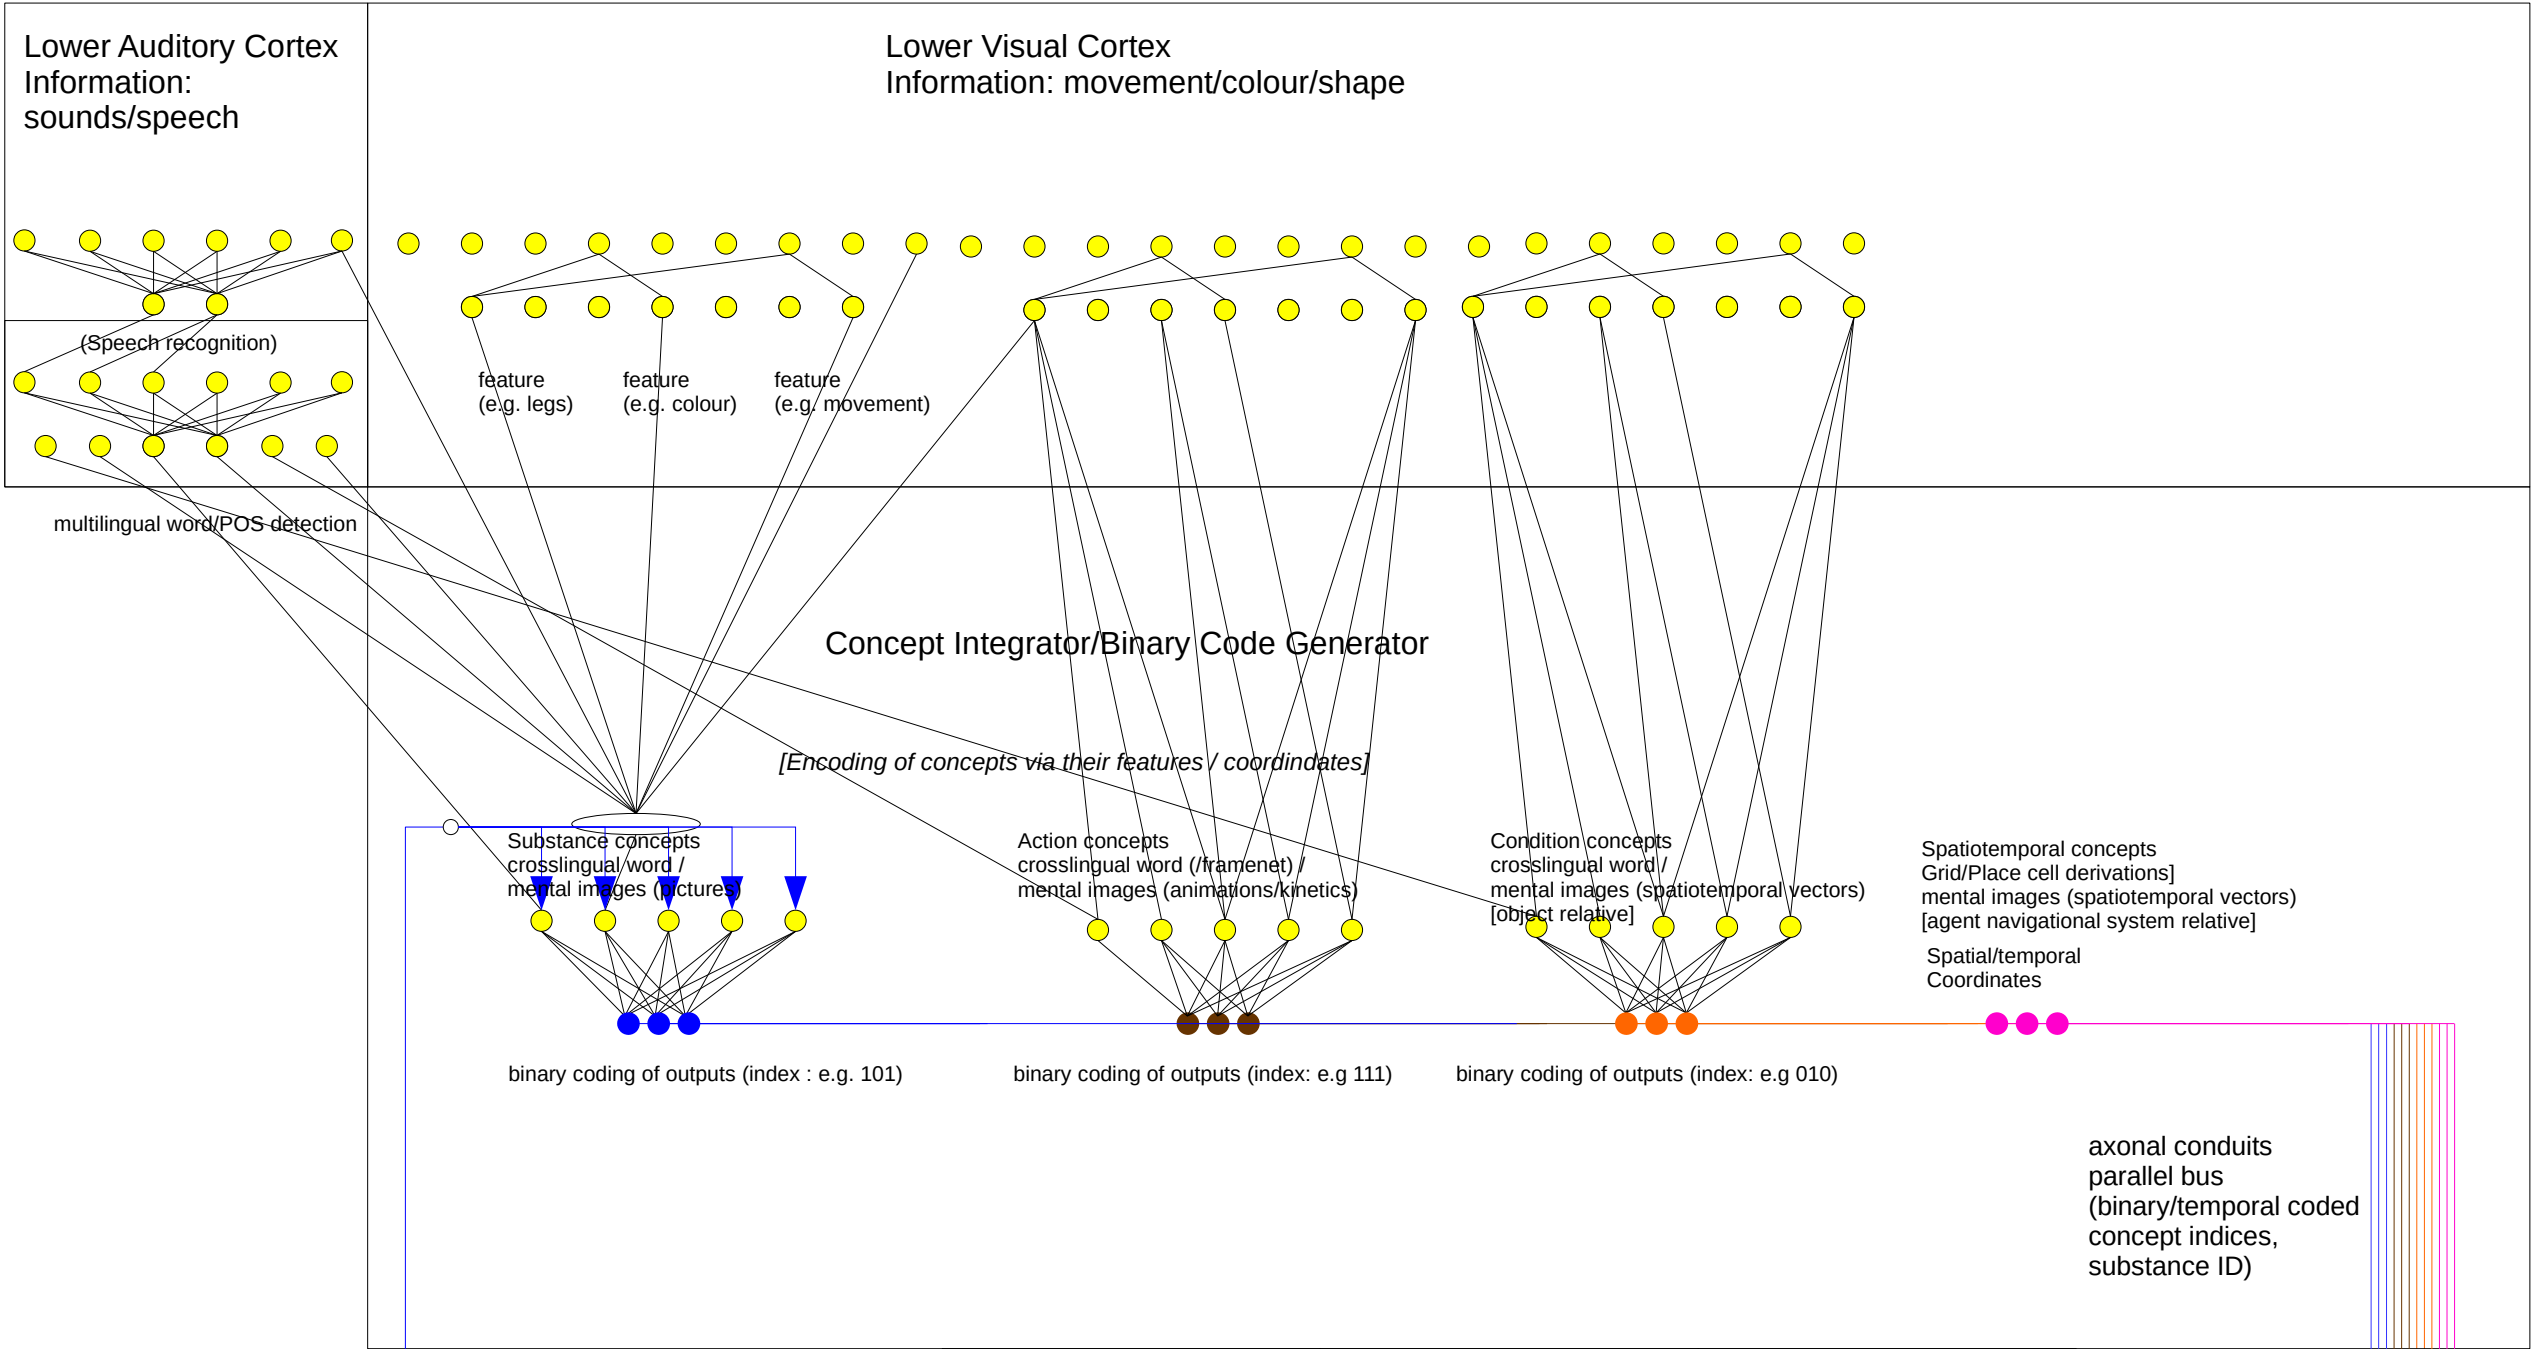 Lower Auditory Cortex
Information:
sounds/speech
Lower Visual Cortex
Information: movement/colour/shape
(Speech recognition)
feature
(e.g. legs)
feature
(e.g. colour)
feature
(e.g. movement)
multilingual word/POS detection
Concept Integrator/Binary Code Generator
[Encoding of concepts via their features / coordindates]
Substance concepts
crosslingual word /
mental images (pictures)
Action concepts
crosslingual word (/framenet) /
mental images (animations/kinetics)
Condition concepts
crosslingual word /
mental images (spatiotemporal vectors)
[object relative]
Spatiotemporal concepts
Grid/Place cell derivations]
mental images (spatiotemporal vectors)
[agent navigational system relative]
Spatial/temporal
Coordinates
binary coding of outputs (index : e.g. 101)
binary coding of outputs (index: e.g 111)
binary coding of outputs (index: e.g 010)
axonal conduits
parallel bus
(binary/temporal coded
concept indices,
substance ID)